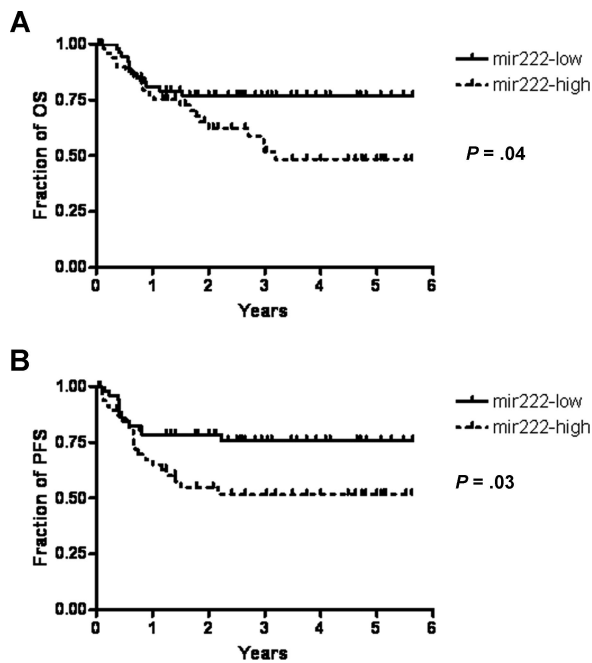 A
1.00
0.75
0.50
0.25
0.00
Fraction of OS
0 1 2 3 4 5 6
Years
mir222-low
mir222-high
P = .04
B
1.00
0.75
0.50
0.25
0.00
Fraction of PFS
0 1 2 3 4 5 6
Years
mir222-low
mir222-high
P = .03